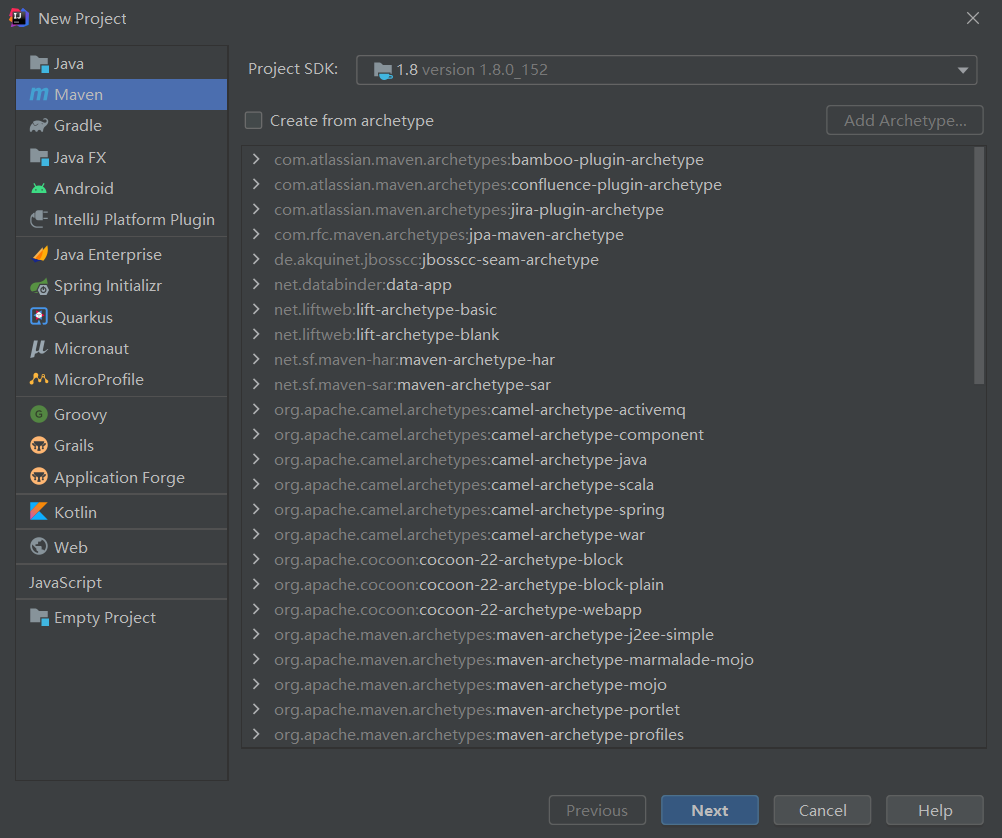 New Project
Java
Maven
Gradle
Java FX
Android
IntelliJ Platform Plugin
Java Enterprise
Spring Initializr
Quarkus
Micronaut
MicroProfile
Groovy
Grails
Application Forge
Kotlin
Web
JavaScript
Empty Project
Project SDK: 1.8 version 1.8.0_152
Create from archetype Add Archetype...
com.atlassian.maven.archetypes:bamboo-plugin-archetype
com.atlassian.maven.archetypes:confluence-plugin-archetype
com.atlassian.maven.archetypes:jira-plugin-archetype
com.rfc.maven.archetypes:jpa-maven-archetype
de.akquinet.jbosscc:jbosscc-seam-archetype
net.databinder:data-app
net.liftweb:lift-archetype-basic
net.liftweb:lift-archetype-blank
net.sf.maven-har:maven-archetype-har
net.sf.maven-sar:maven-archetype-sar
org.apache.camel.archetypes:camel-archetype-activemq
org.apache.camel.archetypes:camel-archetype-component
org.apache.camel.archetypes:camel-archetype-java
org.apache.camel.archetypes:camel-archetype-scala
org.apache.camel.archetypes:camel-archetype-spring
org.apache.camel.archetypes:camel-archetype-war
org.apache.cocoon:cocoon-22-archetype-block
org.apache.cocoon:cocoon-22-archetype-block-plain
org.apache.cocoon:cocoon-22-archetype-webapp
org.apache.maven.archetypes:maven-archetype-j2ee-simple
org.apache.maven.archetypes:maven-archetype-marmalade-mojo
org.apache.maven.archetypes:maven-archetype-mojo
org.apache.maven.archetypes:maven-archetype-portlet
org.apache.maven.archetypes:maven-archetype-profiles
Previous Next Cancel Help